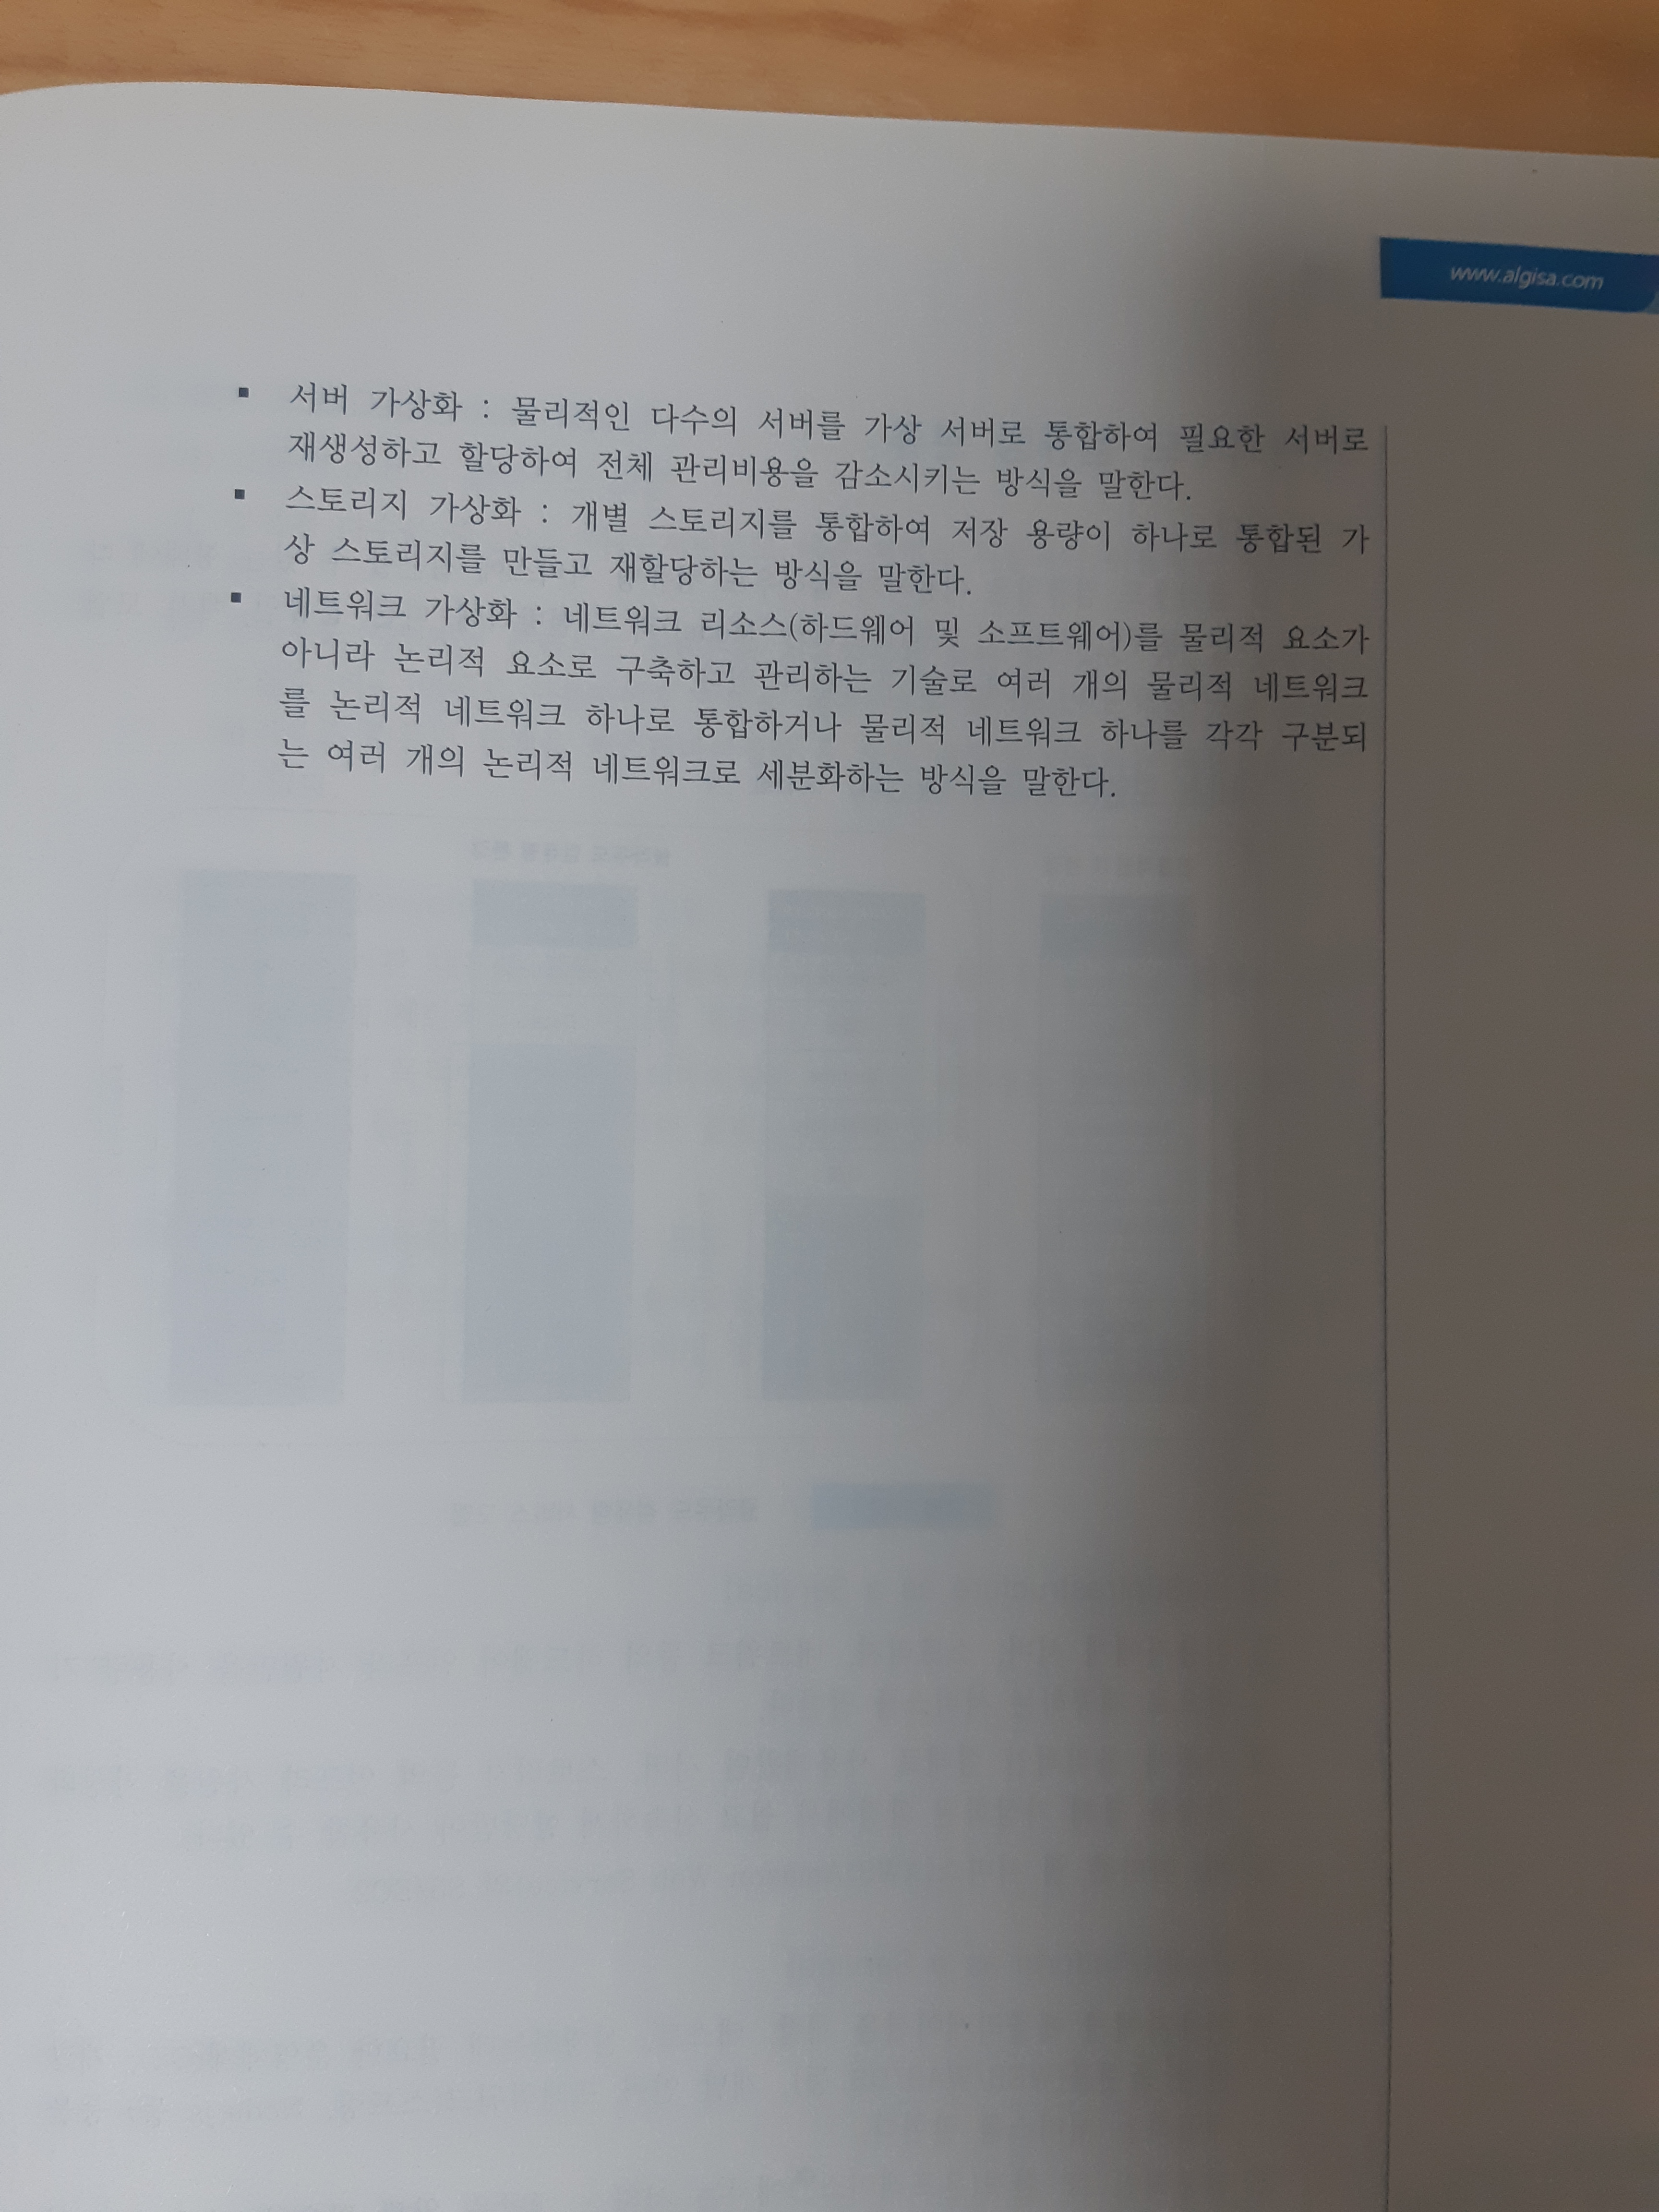 www.algisa.com
▪ 서버 가상화 : 물리적인 다수의 서버를 가상 서버로 통합하여 필요한 서버로
재생성하고 할당하여 전체 관리비용을 감소시키는 방식을 말한다.
▪ 스토리지 가상화 : 개별 스토리지를 통합하여 저장 용량이 하나로 통합된 가
상 스토리지를 만들고 재할당하는 방식을 말한다.
▪ 네트워크 가상화 : 네트워크 리소스(하드웨어 및 소프트웨어)를 물리적 요소가
아니라 논리적 요소로 구축하고 관리하는 기술로 여러 개의 물리적 네트워크
를 논리적 네트워크 하나로 통합하거나 물리적 네트워크 하나를 각각 구분되
는 여러 개의 논리적 네트워크로 세분화하는 방식을 말한다.